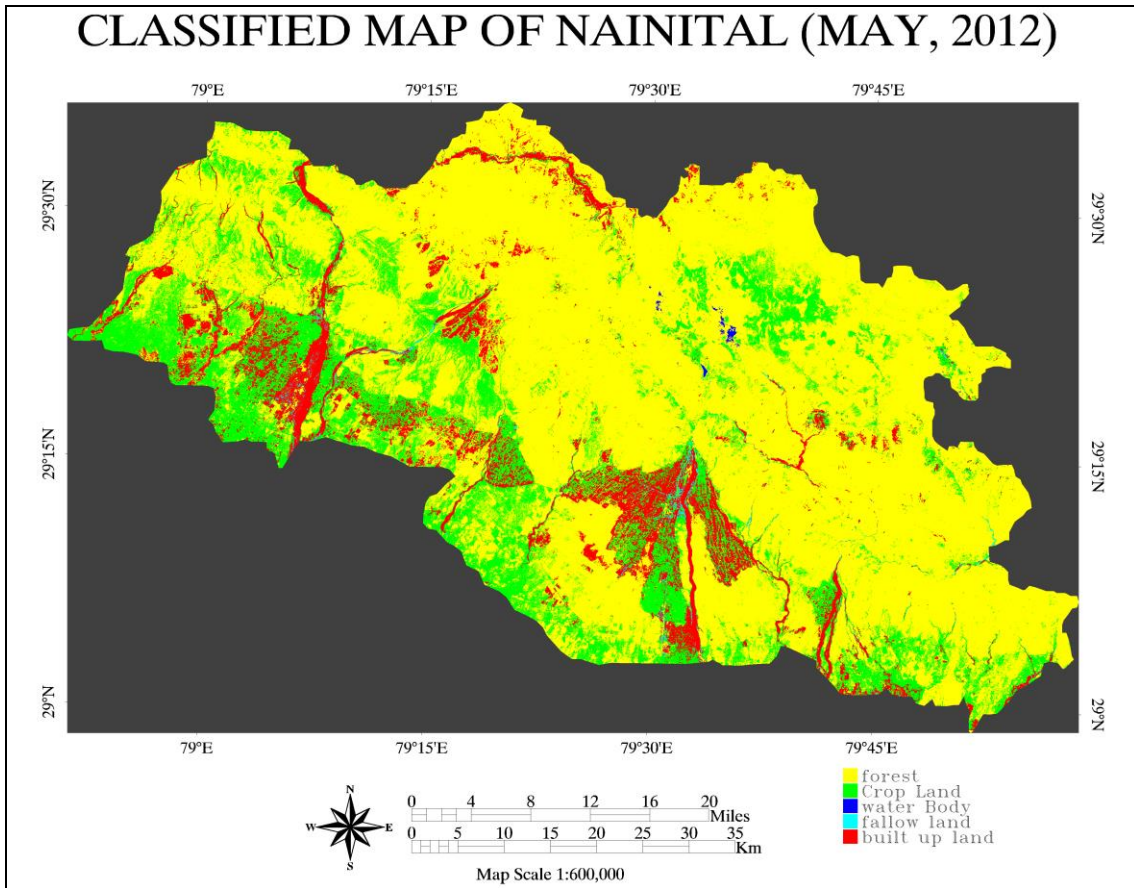 CLASSIFIED MAP OF NAINITAL (MAY, 2012)
79°E 79°15'E 79°30'E 79°45'E
29°30'N 29°30'N
29°15'N 29°15'N
29°N 29°N
79°E 79°15'E 79°30'E 79°45'E
forest
Crop Land
water Body
fallow land
built up land
N
W E
S
0 4 8 12 16 20
Miles
0 5 10 15 20 25 30 35
Km
Map Scale 1:600,000